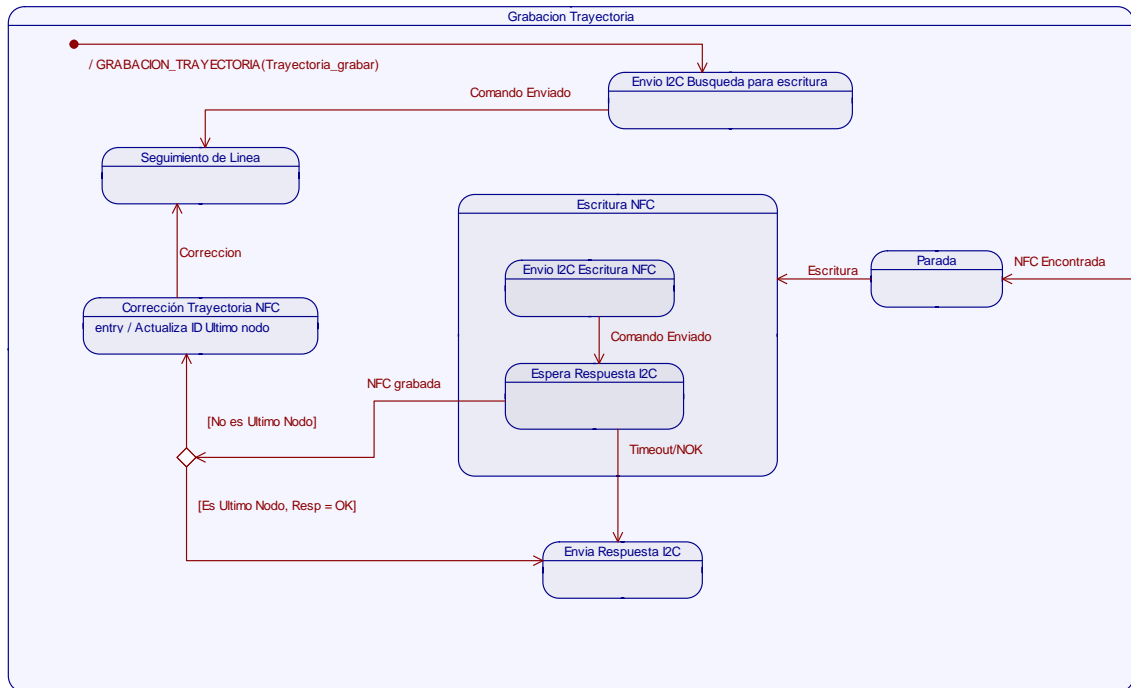 Grabacion Trayectoria
/ GRABACION_TRAYECTORIA(Trayectoria_grabar)
Envio I2C Busqueda para escritura
Comando Enviado
Seguimiento de Linea
Escritura NFC
Correccion
Envio I2C Escritura NFC
Escritura
Parada
NFC Encontrada
Corrección Trayectoria NFC
entry / Actualiza ID Ultimo nodo
Comando Enviado
Espera Respuesta I2C
NFC grabada
[No es Ultimo Nodo]
Timeout/NOK
[Es Ultimo Nodo, Resp = OK]
Envia Respuesta I2C